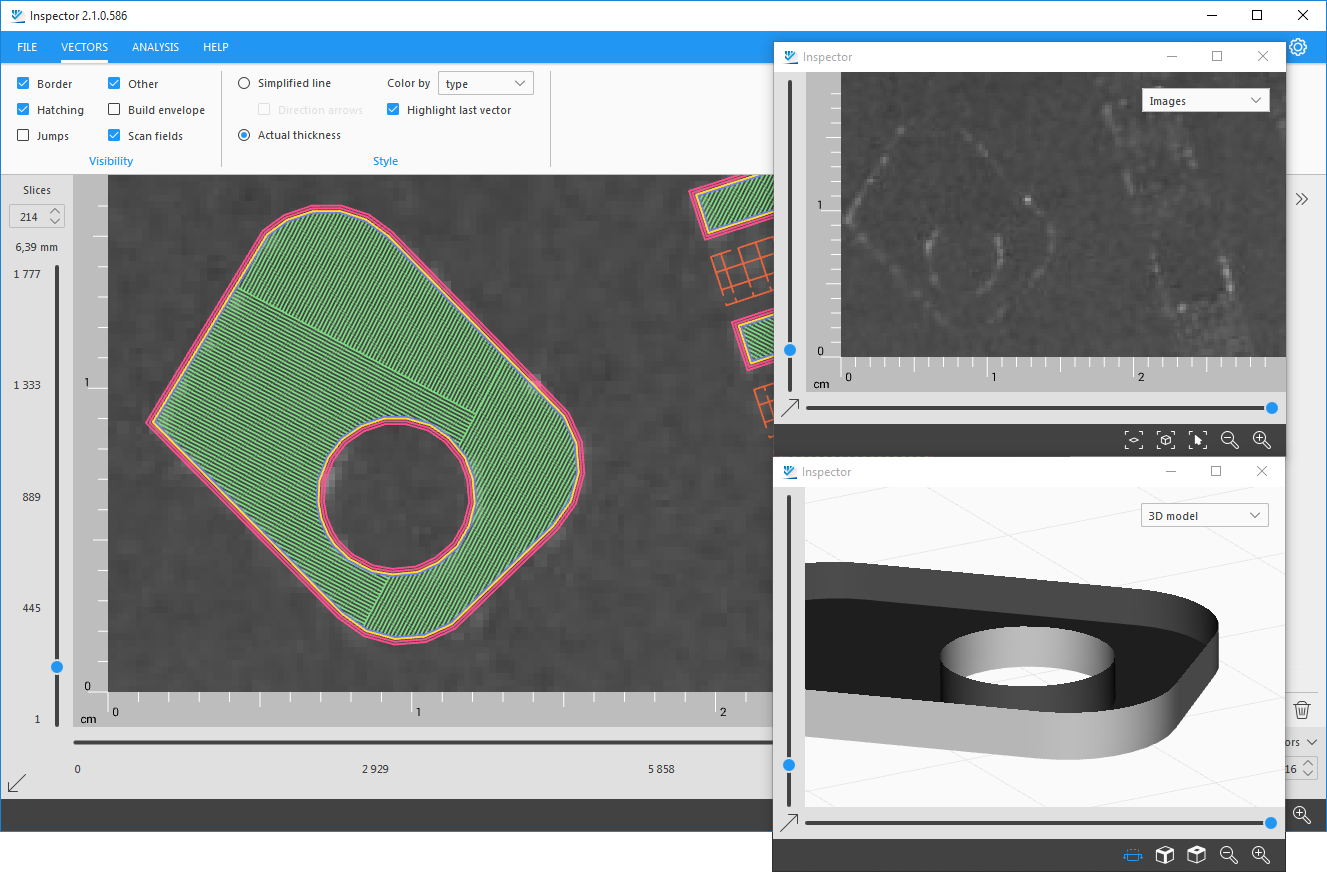 Inspector 2.1.0.586
FILE VECTORS ANALYSIS HELP
Border Other
Hatching Build envelope
Jumps Scan fields
Visibility
Simplified line Color by type
Direction arrows Highlight last vector
Actual thickness
Style
Slices
214
6,39 mm
1 777
1 333
889
445
1
1
0
cm 0 1 2
0 2 929 5 858
Inspector
Images
1
0
cm 0 1 2
Inspector
3D model
ors
16